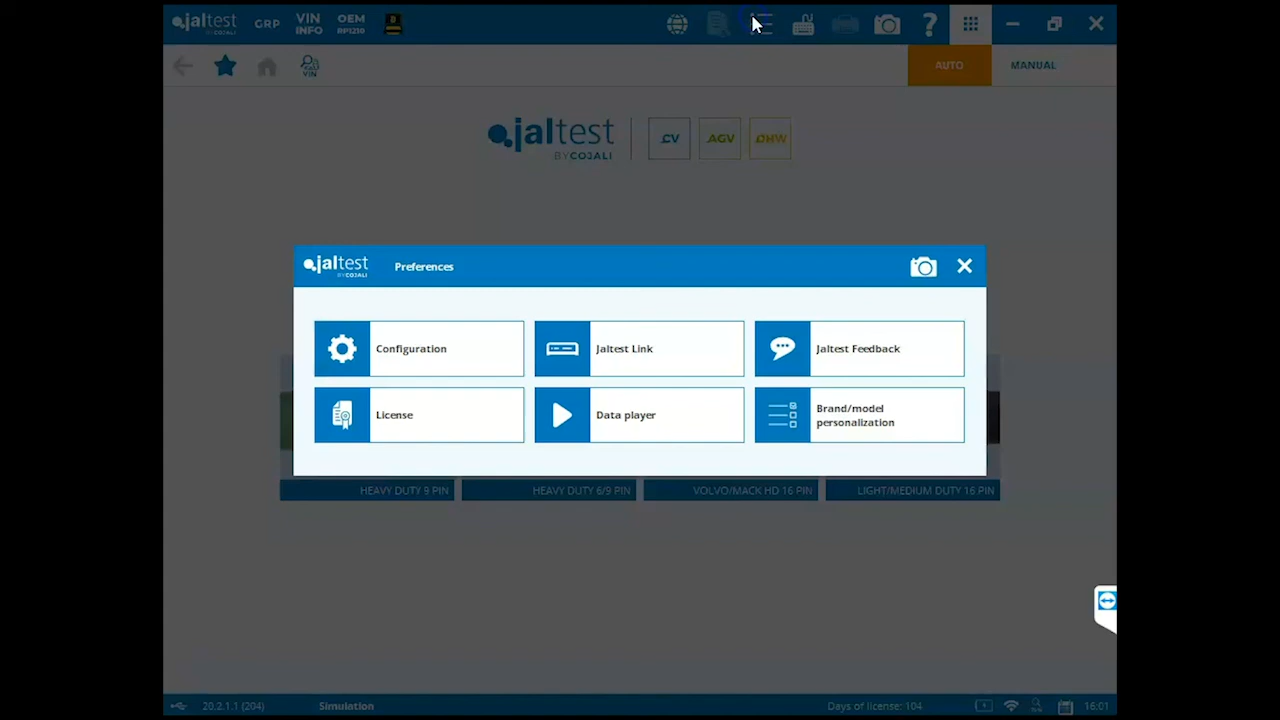 jaltest
BY COJALI
GRP
VIN
INFO
OEM
RP1210
VIN
AUTO
MANUAL
jaltest
BY COJALI
CV
AGV
OHW
jaltest
BY COJALI
Preferences
Configuration
Jaltest Link
Jaltest Feedback
License
Data player
Brand/model
personalization
HEAVY DUTY 9 PIN
HEAVY DUTY 6/9 PIN
VOLVO/MACK HD 16 PIN
LIGHT/MEDIUM DUTY 16 PIN
20.2.1.1 (204)
Simulation
Days of license: 104
16:01